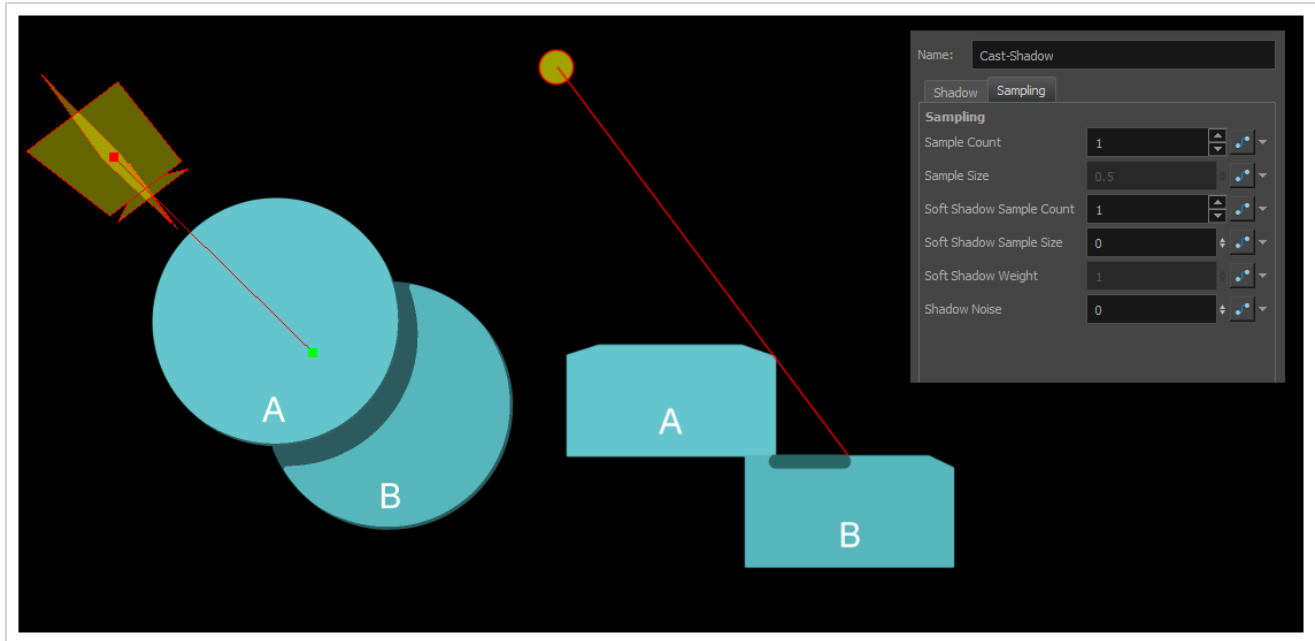 A
B
A
B
Name: Cast-Shadow
Shadow Sampling
Sampling
Sample Count 1
Sample Size 0.5
Soft Shadow Sample Count 1
Soft Shadow Sample Size 0
Soft Shadow Weight 1
Shadow Noise 0